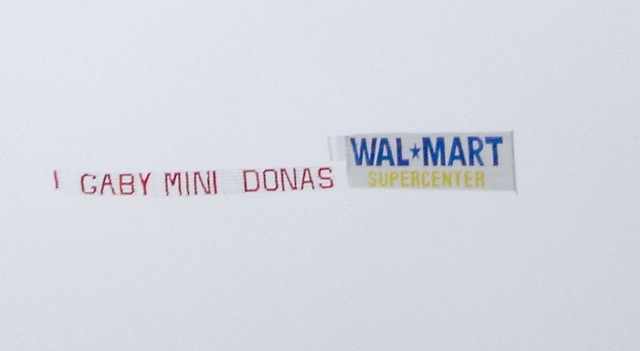 GABY MINI DONAS
WAL★MART
SUPERCENTER